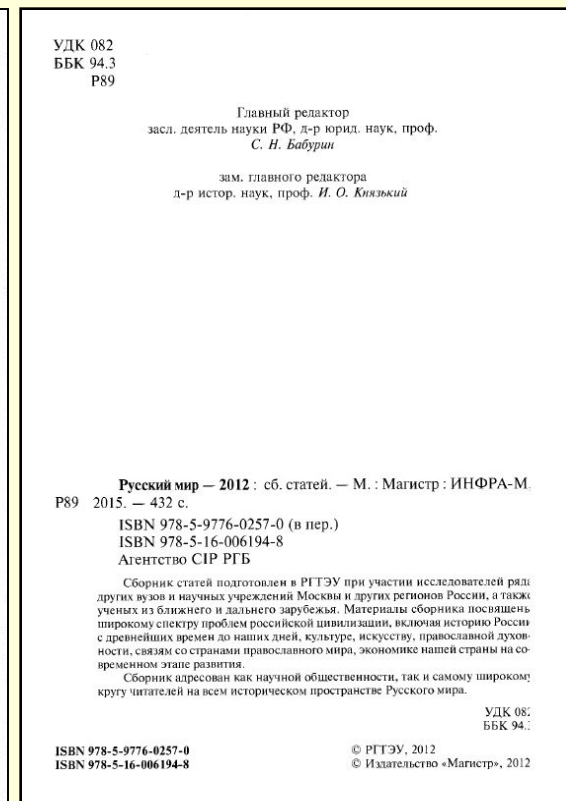 УДК 082
ББК 94.3
Р89
Главный редактор
засл. деятель науки РФ, д-р юрид. наук, проф.
С. Н. Бабурин
зам. главного редактора
д-р истор. наук, проф. И. О. Князький
Русский мир — 2012 : сб. статей. — М. : Магистр : ИНФРА-М
Р89 2015. — 432 с.
ISBN 978-5-9776-0257-0 (в пер.)
ISBN 978-5-16-006194-8
Агентство CIP РГБ
Сборник статей подготовлен в РГТЭУ при участии исследователей ряда
других вузов и научных учреждений Москвы и других регионов России, а также
ученых из ближнего и дальнего зарубежья. Материалы сборника посвящены
широкому спектру проблем российской цивилизации, включая историю России
с древнейших времен до наших дней, культуре, искусству, православной духов-
ности, связям со странами православного мира, экономике нашей страны на со-
временном этапе развития.
Сборник адресован как научной общественности, так и самому широкому
кругу читателей на всем историческом пространстве Русского мира.
УДК 082
ББК 94.3
ISBN 978-5-9776-0257-0
ISBN 978-5-16-006194-8
© РГТЭУ, 2012
© Издательство «Магистр», 2012